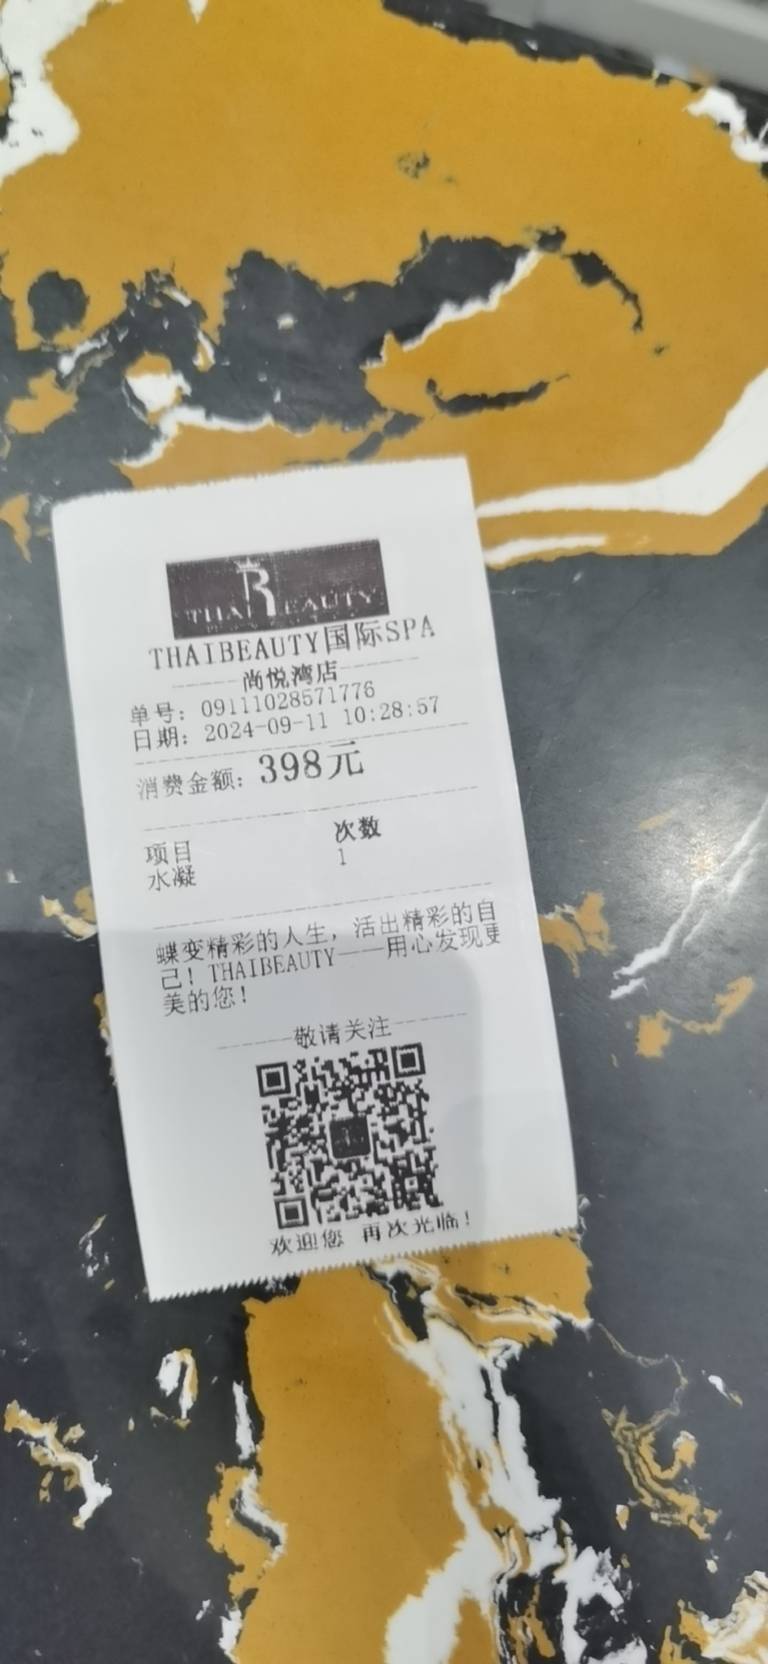 THAI BEAUTY
THAIBEAUTY国际SPA
尚悦湾店
单号：09111028571776
日期：2024-09-11 10:28:57
消费金额：398元
项目 次数
水凝 1
蝶变精彩的人生，活出精彩的自
己！THAIBEAUTY——用心发现更
美的您！
敬请关注
欢迎您 再次光临！